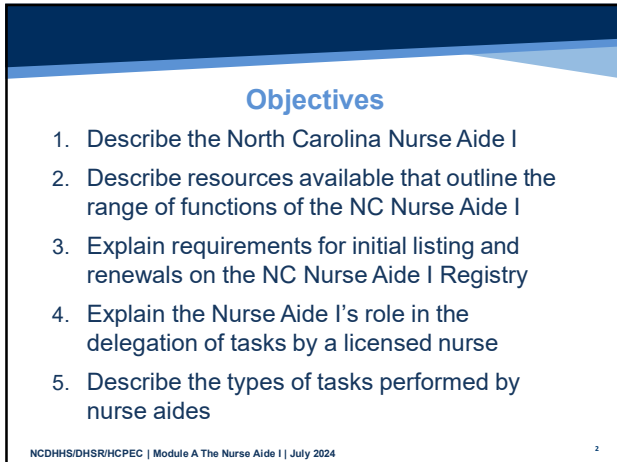 Objectives
1. Describe the North Carolina Nurse Aide I
2. Describe resources available that outline the
range of functions of the NC Nurse Aide I
3. Explain requirements for initial listing and
renewals on the NC Nurse Aide I Registry
4. Explain the Nurse Aide I's role in the
delegation of tasks by a licensed nurse
5. Describe the types of tasks performed by
nurse aides
NCDHHS/DHSR/HCPEC | Module A The Nurse Aide I | July 2024
2